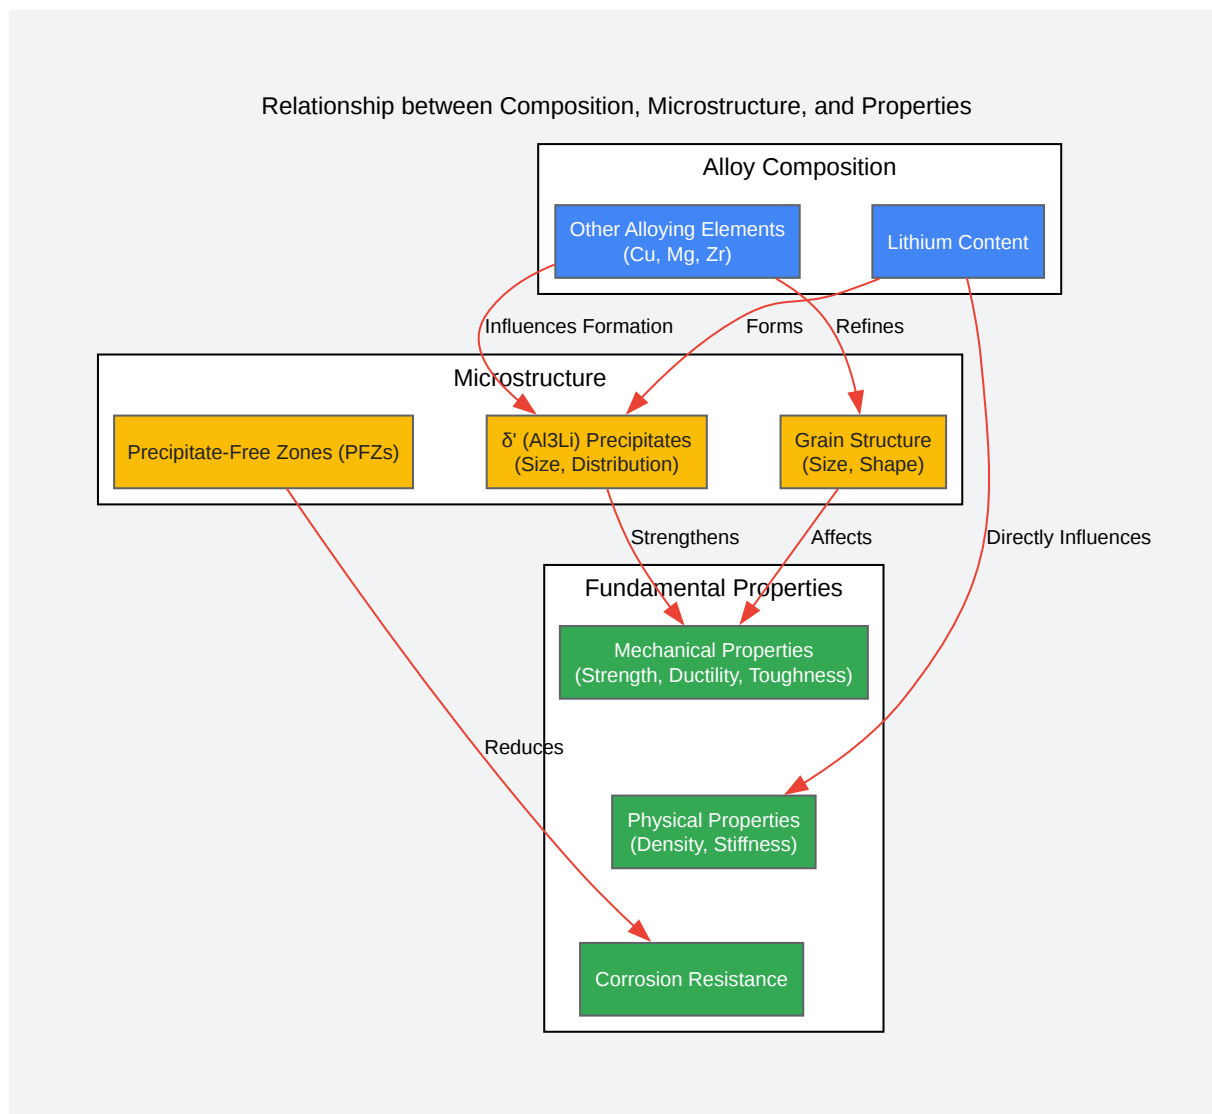 Relationship between Composition, Microstructure, and Properties
Alloy Composition
Other Alloying Elements
(Cu, Mg, Zr)
Lithium Content
Influences Formation
Forms
Refines
Microstructure
Precipitate-Free Zones (PFZs)
δ' (Al3Li) Precipitates
(Size, Distribution)
Grain Structure
(Size, Shape)
Strengthens
Affects
Directly Influences
Fundamental Properties
Mechanical Properties
(Strength, Ductility, Toughness)
Reduces
Physical Properties
(Density, Stiffness)
Corrosion Resistance